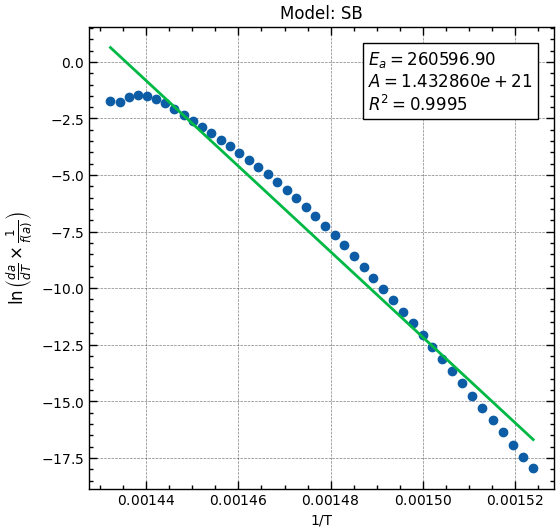 Model: SB
E_a = 260596.90
A = 1.432860e + 21
R² = 0.9995
0.0
−2.5
−5.0
−7.5
−10.0
−12.5
−15.0
−17.5
ln (da/dT × 1/f(a))
0.00144 0.00146 0.00148 0.00150 0.00152
1/T